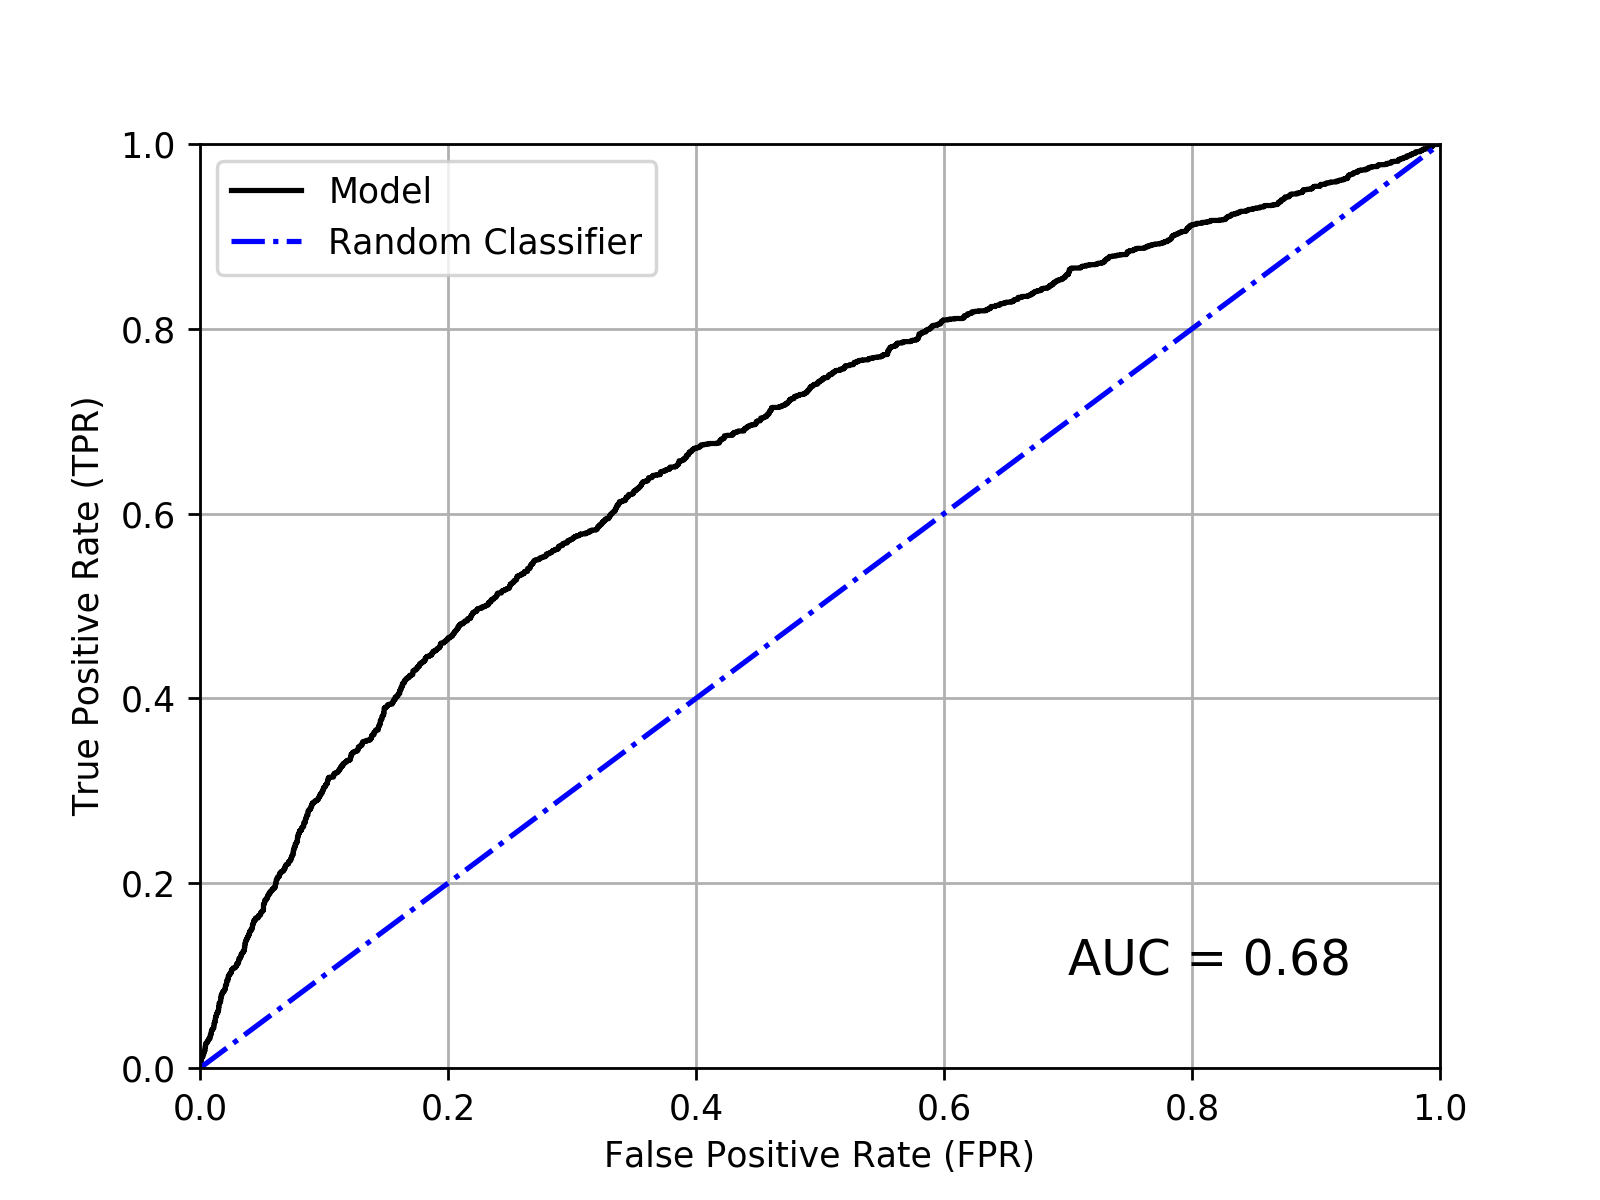 Model
Random Classifier
1.0
0.8
0.6
0.4
0.2
0.0
True Positive Rate (TPR)
AUC = 0.68
0.0 0.2 0.4 0.6 0.8 1.0
False Positive Rate (FPR)